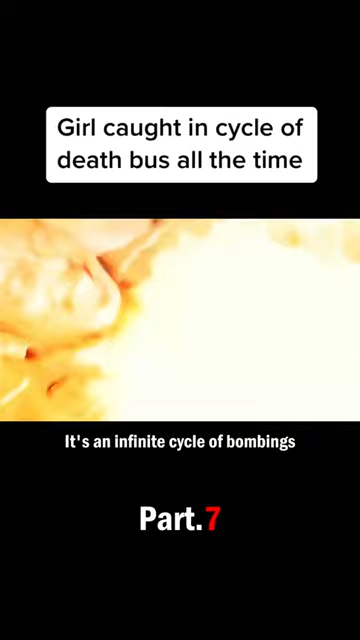 Girl caught in cycle of
death bus all the time
It's an infinite cycle of bombings
Part.7